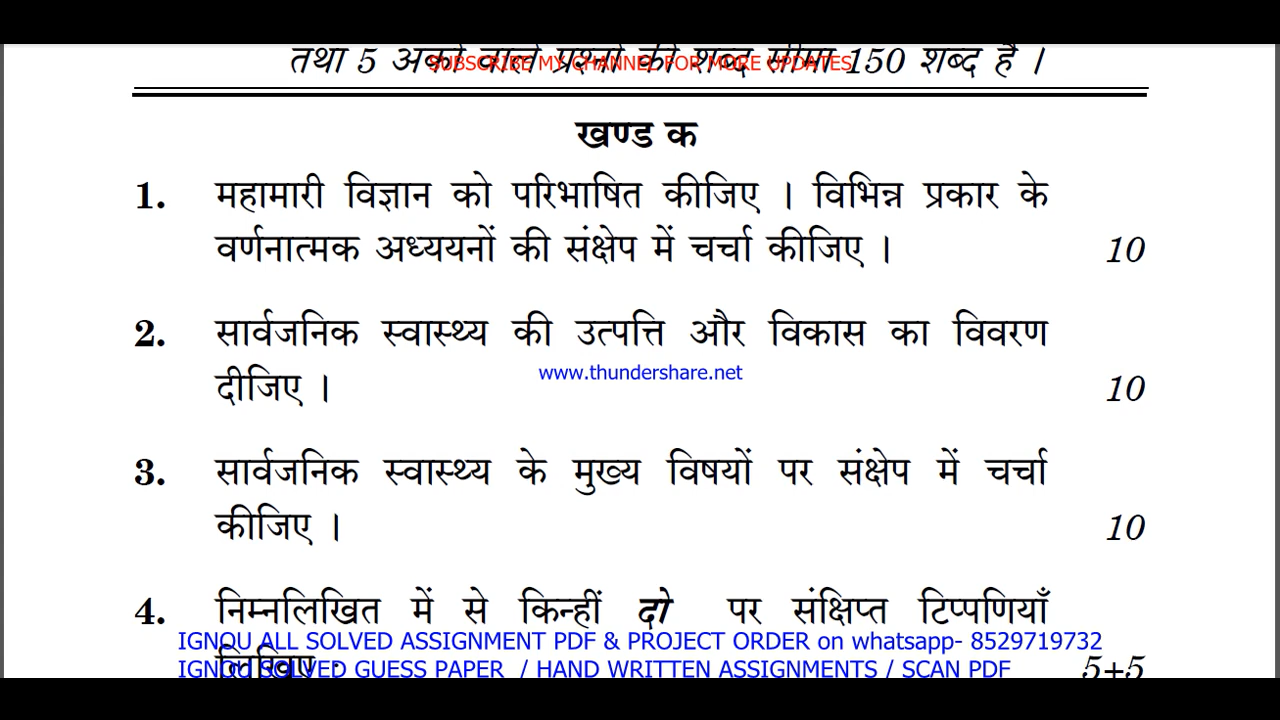 तथा 5 अंकों वाले प्रश्नों की शब्द सीमा 150 शब्द है ।
SUBSCRIBE MY CHANNEL FOR MORE UPDATES
खण्ड क
1. महामारी विज्ञान को परिभाषित कीजिए । विभिन्न प्रकार के
वर्णनात्मक अध्ययनों की संक्षेप में चर्चा कीजिए । 10
2. सार्वजनिक स्वास्थ्य की उत्पत्ति और विकास का विवरण
www.thundershare.net
दीजिए । 10
3. सार्वजनिक स्वास्थ्य के मुख्य विषयों पर संक्षेप में चर्चा
कीजिए । 10
4. निम्नलिखित में से किन्हीं दो पर संक्षिप्त टिप्पणियाँ
IGNOU ALL SOLVED ASSIGNMENT PDF & PROJECT ORDER on whatsapp- 8529719732
लिखिए : 5+5
IGNOU SOLVED GUESS PAPER / HAND WRITTEN ASSIGNMENTS / SCAN PDF